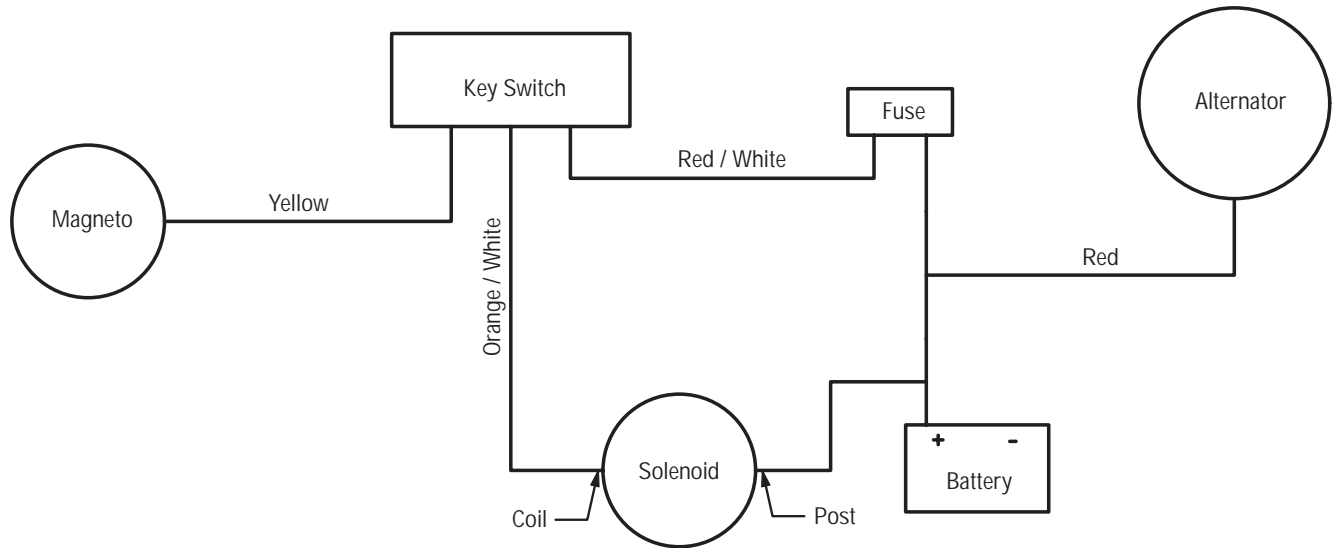 Key Switch
Fuse
Alternator
Red / White
Yellow
Magneto
Orange / White
Red
+ -
Solenoid
Battery
Coil
Post